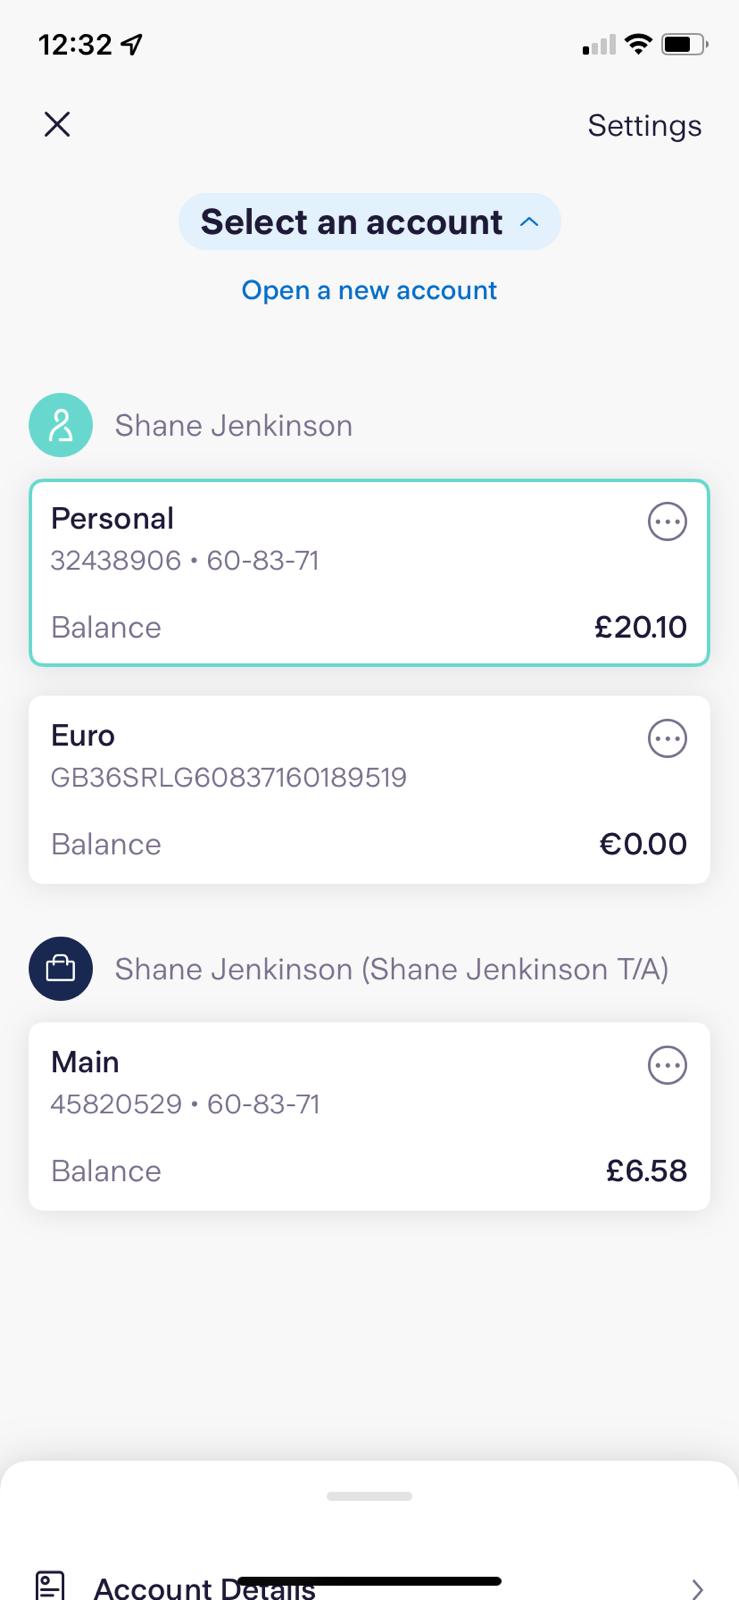 12:32
Settings
Select an account
Open a new account
Shane Jenkinson
Personal
32438906 • 60-83-71
Balance £20.10
Euro
GB36SRLG60837160189519
Balance €0.00
Shane Jenkinson (Shane Jenkinson T/A)
Main
45820529 • 60-83-71
Balance £6.58
Account Details